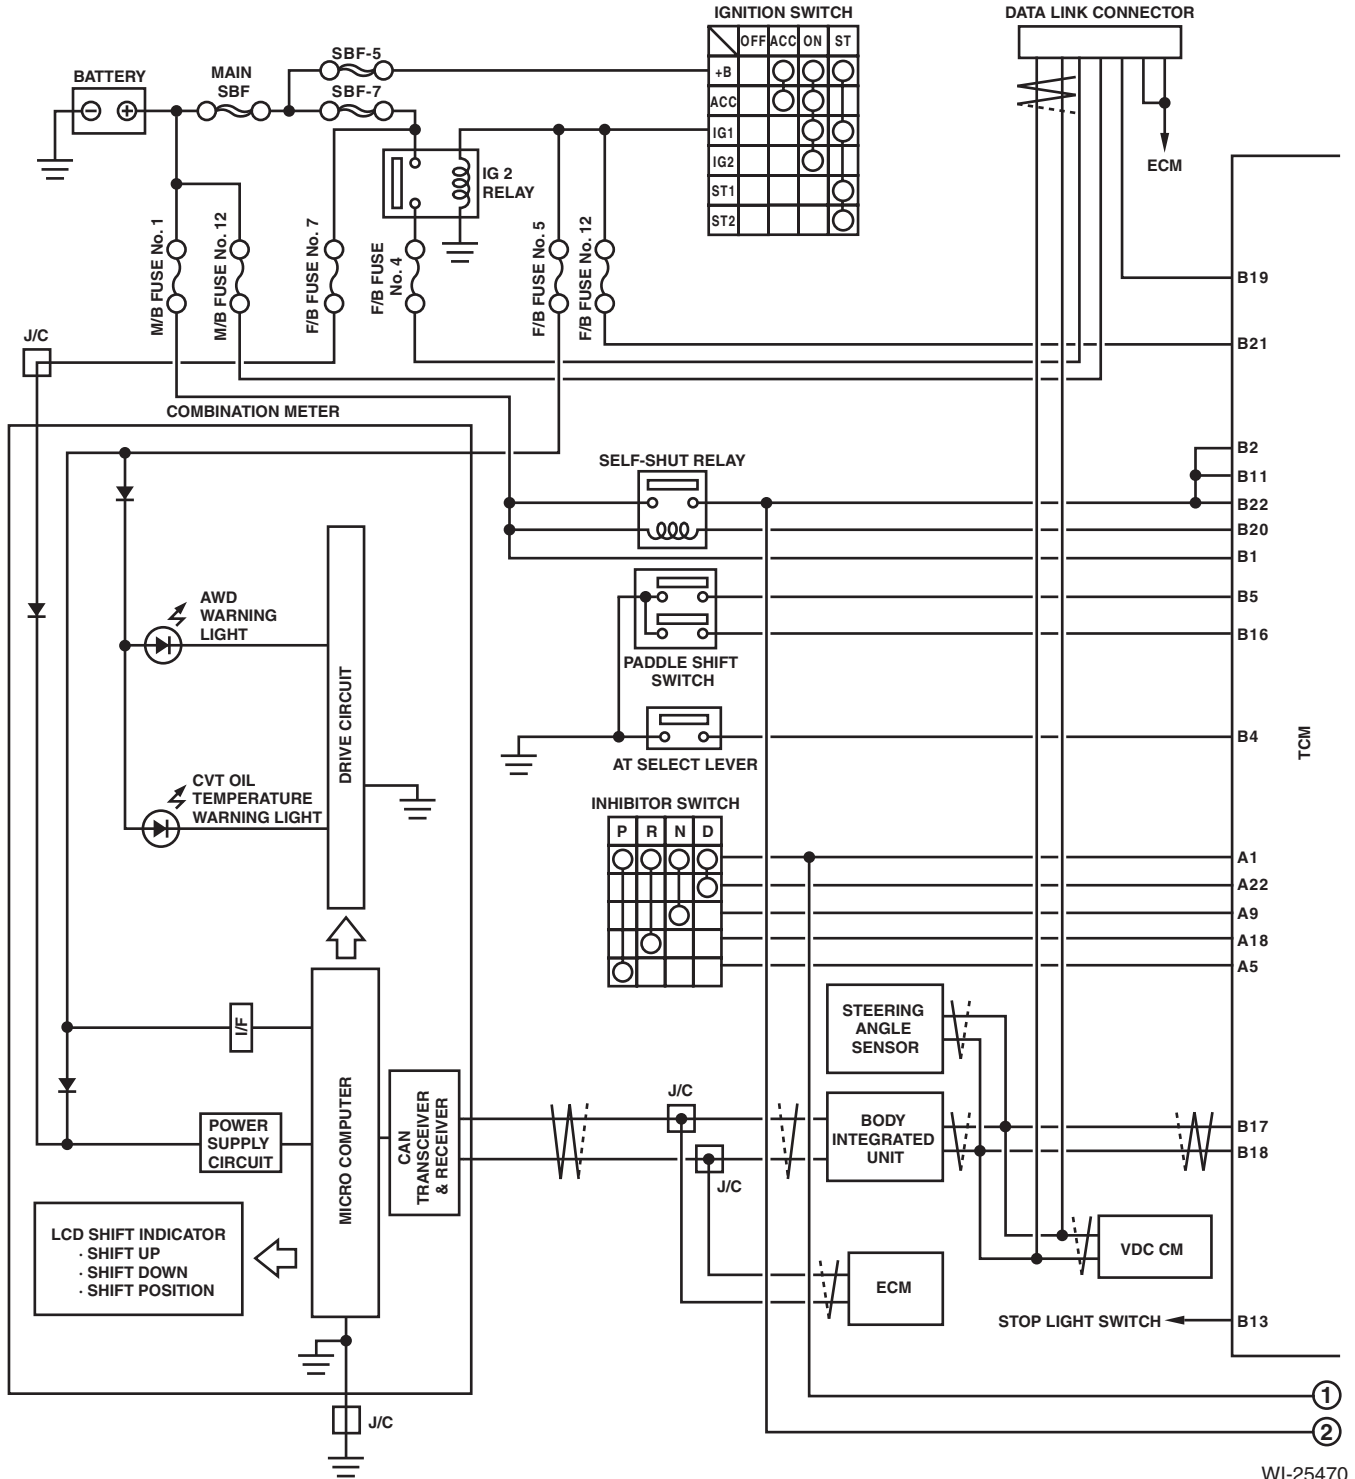 IGNITION SWITCH
DATA LINK CONNECTOR
OFF ACC ON ST
+B
ACC
IG1
IG2
ST1
ST2
SBF-5
BATTERY
MAIN
SBF
SBF-7
IG 2
RELAY
ECM
M/B FUSE No. 1
M/B FUSE No. 12
F/B FUSE No. 7
F/B FUSE
No. 4
F/B FUSE No. 5
F/B FUSE No. 12
B19
J/C
B21
COMBINATION METER
B2
SELF-SHUT RELAY
B11
B22
B20
B1
AWD
WARNING
LIGHT
B5
B16
PADDLE SHIFT
SWITCH
DRIVE CIRCUIT
TCM
B4
AT SELECT LEVER
CVT OIL
TEMPERATURE
WARNING LIGHT
INHIBITOR SWITCH
P R N D
A1
A22
A9
A18
A5
STEERING
ANGLE
SENSOR
I/F
MICRO COMPUTER
CAN
TRANSCEIVER
& RECEIVER
J/C
POWER
SUPPLY
CIRCUIT
BODY
INTEGRATED
UNIT
B17
B18
J/C
LCD SHIFT INDICATOR
· SHIFT UP
· SHIFT DOWN
· SHIFT POSITION
VDC CM
ECM
STOP LIGHT SWITCH
B13
1
J/C
2
WI-25470